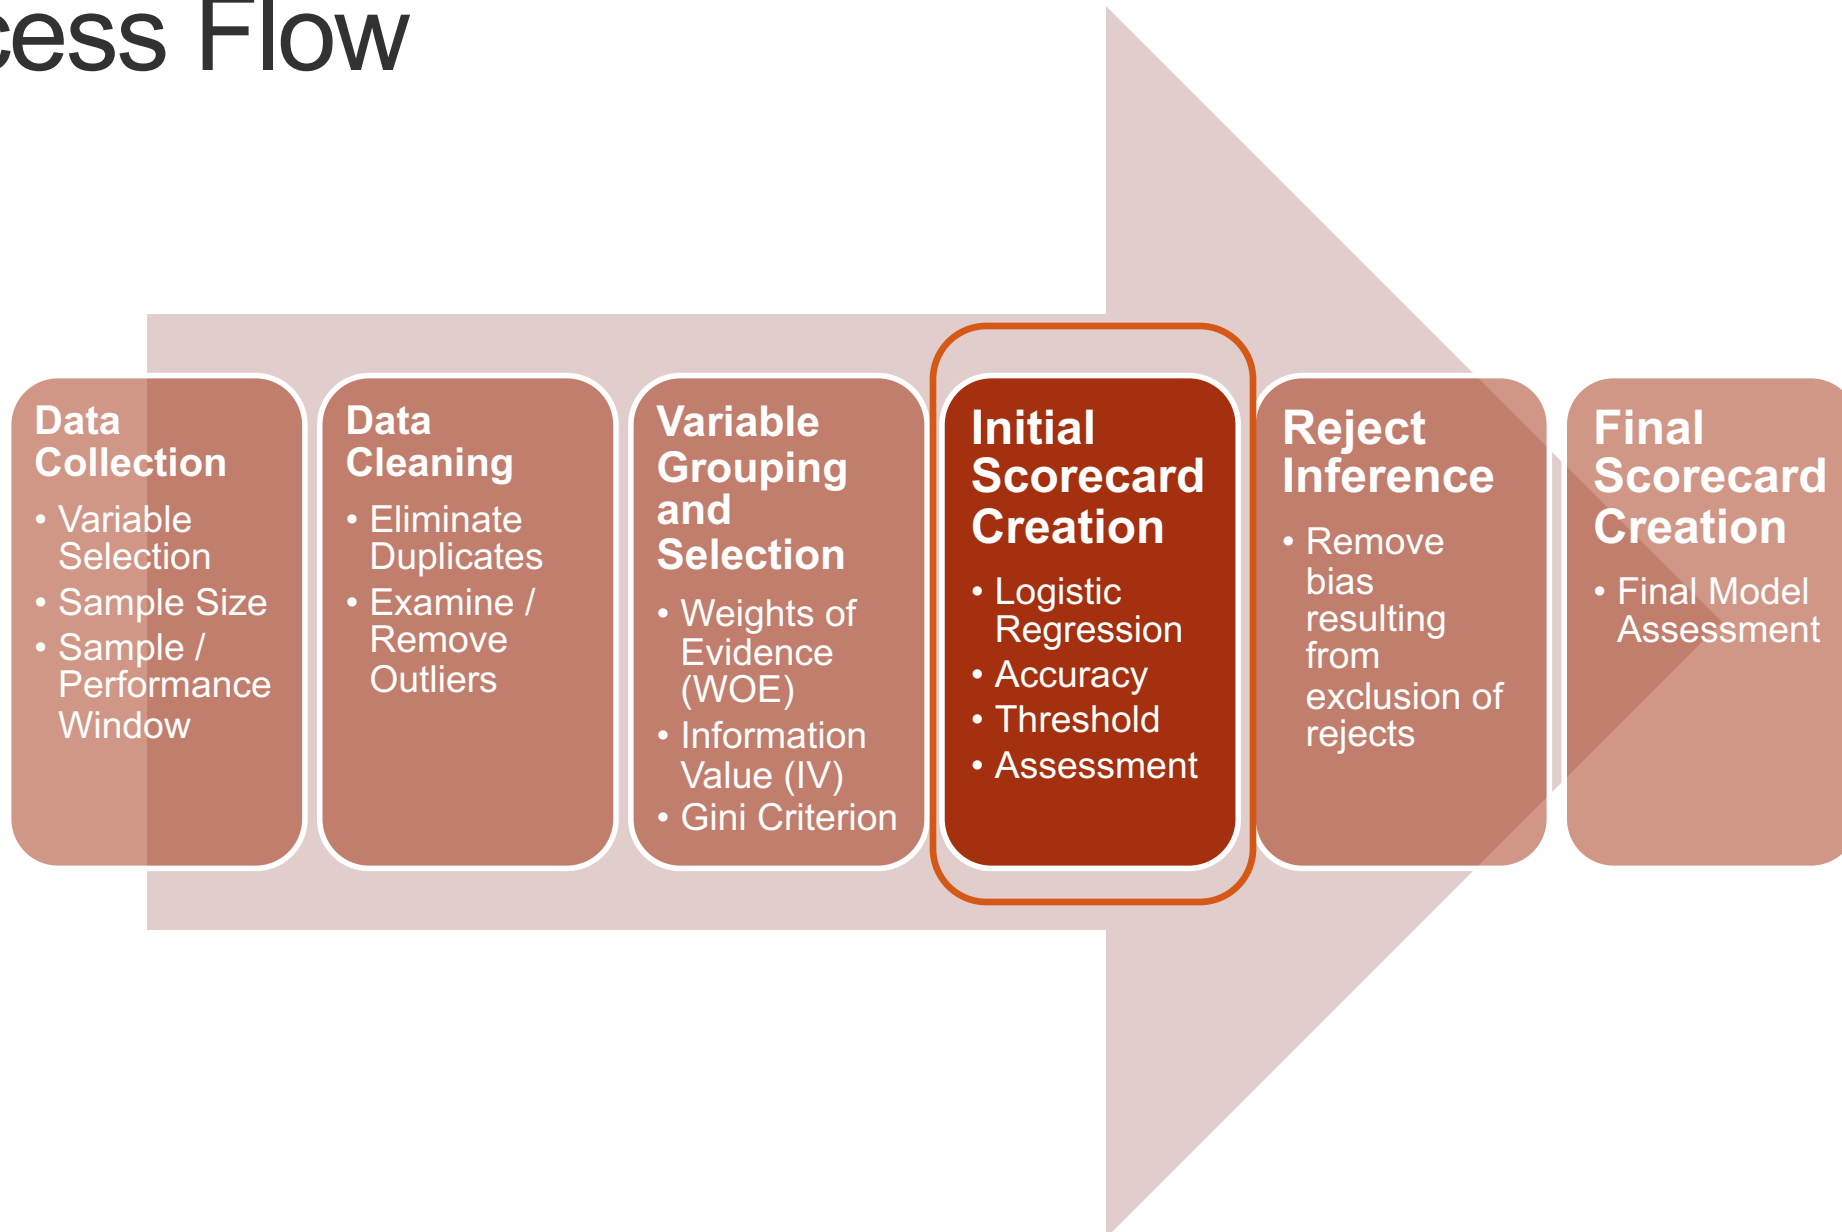 cess Flow
Data
Collection
• Variable
Selection
• Sample Size
• Sample /
Performance
Window
Data
Cleaning
• Eliminate
Duplicates
• Examine /
Remove
Outliers
Variable
Grouping
and
Selection
• Weights of
Evidence
(WOE)
• Information
Value (IV)
• Gini Criterion
Initial
Scorecard
Creation
• Logistic
Regression
• Accuracy
• Threshold
• Assessment
Reject
Inference
• Remove
bias
resulting
from
exclusion of
rejects
Final
Scorecard
Creation
• Final Model
Assessment